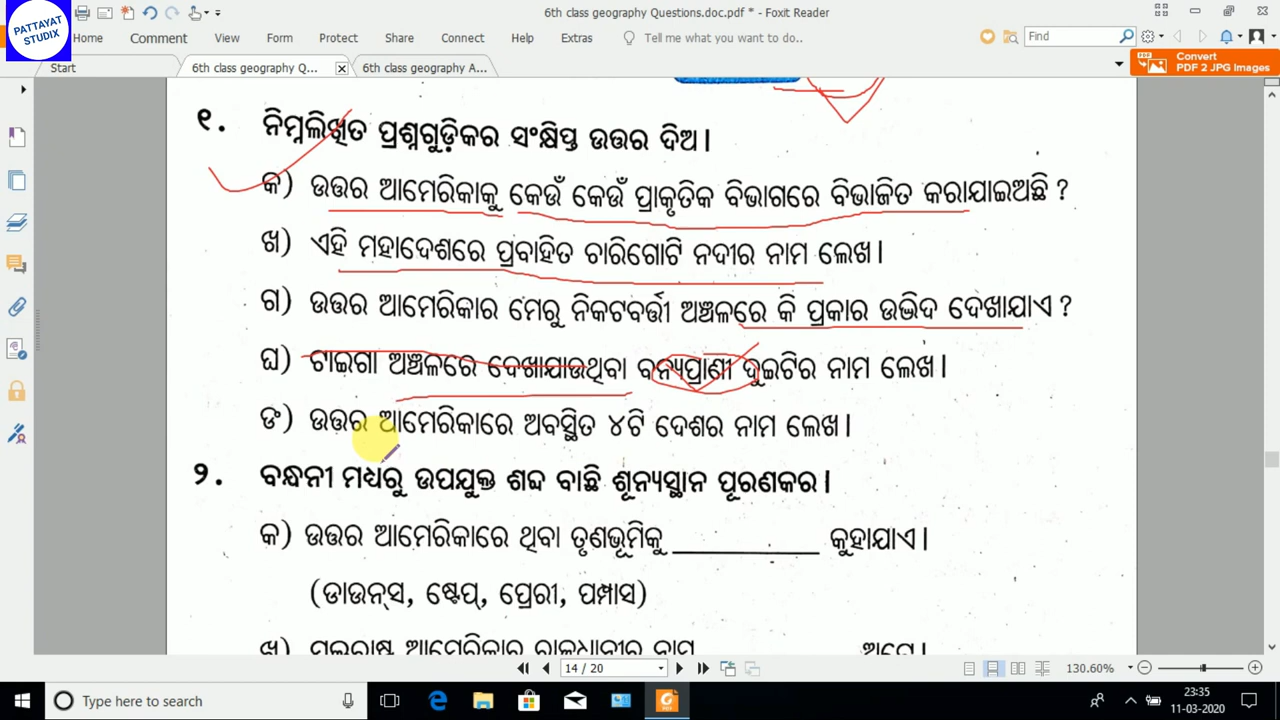 PATTAYAT
STUDIX
6th class geography Questions.doc.pdf * - Foxit Reader
Home Comment View Form Protect Share Connect Help Extras Tell me what you want to do.. Find
Start 6th class geography Q... 6th class geography A... Convert
PDF 2 JPG Images
୧. ନିମ୍ନଲିଖିତ ପ୍ରଶ୍ନଗୁଡ଼ିକର ସଂକ୍ଷିପ୍ତ ଉତ୍ତର ଦିଅ।
କ) ଉତ୍ତର ଆମେରିକାକୁ କେଉଁ କେଉଁ ପ୍ରାକୃତିକ ବିଭାଗରେ ବିଭାଜିତ କରାଯାଇଅଛି ?
ଖ) ଏହି ମହାଦେଶରେ ପ୍ରବାହିତ ଚାରିଗୋଟି ନଦୀର ନାମ ଲେଖ।
ଗ) ଉତ୍ତର ଆମେରିକାର ମେରୁ ନିକଟବର୍ତ୍ତୀ ଅଞ୍ଚଳରେ କି ପ୍ରକାର ଉଦ୍ଭିଦ ଦେଖାଯାଏ ?
ଘ) ଟାଇଗା ଅଞ୍ଚଳରେ ଦେଖାଯାଉଥିବା ବନ୍ୟପ୍ରାଣୀ ଦୁଇଟିର ନାମ ଲେଖ।
ଙ) ଉତ୍ତର ଆମେରିକାରେ ଅବସ୍ଥିତ ୪ଟି ଦେଶର ନାମ ଲେଖ।
୨. ବନ୍ଧନୀ ମଧ୍ୟରୁ ଉପଯୁକ୍ତ ଶବ୍ଦ ବାଛି ଶୂନ୍ୟସ୍ଥାନ ପୂରଣକର।
କ) ଉତ୍ତର ଆମେରିକାରେ ଥିବା ତୃଣଭୂମିକୁ __________ କୁହାଯାଏ।
(ଡାଉନ୍‌ସ, ଷ୍ଟେପ୍, ପ୍ରେରୀ, ପମ୍ପାସ)
14 / 20 130.60%
Type here to search 23:35
11-03-2020